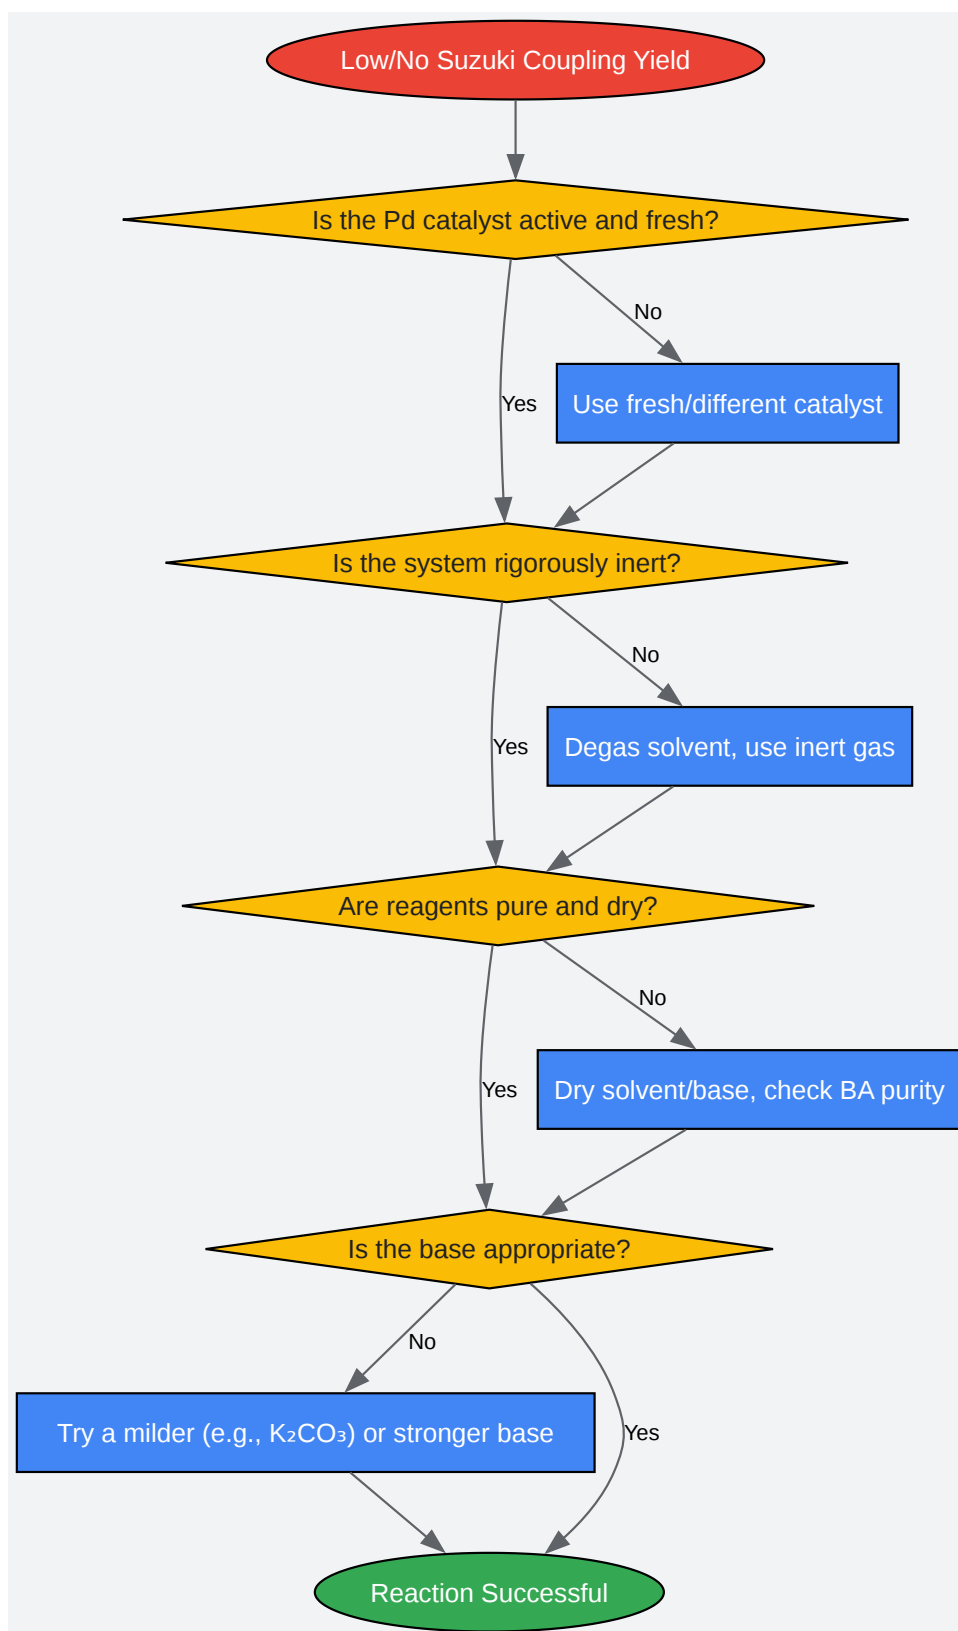 Low/No Suzuki Coupling Yield
Is the Pd catalyst active and fresh?
No
Yes
Use fresh/different catalyst
Is the system rigorously inert?
No
Yes
Degas solvent, use inert gas
Are reagents pure and dry?
No
Yes
Dry solvent/base, check BA purity
Is the base appropriate?
No
Try a milder (e.g., K₂CO₃) or stronger base
Yes
Reaction Successful